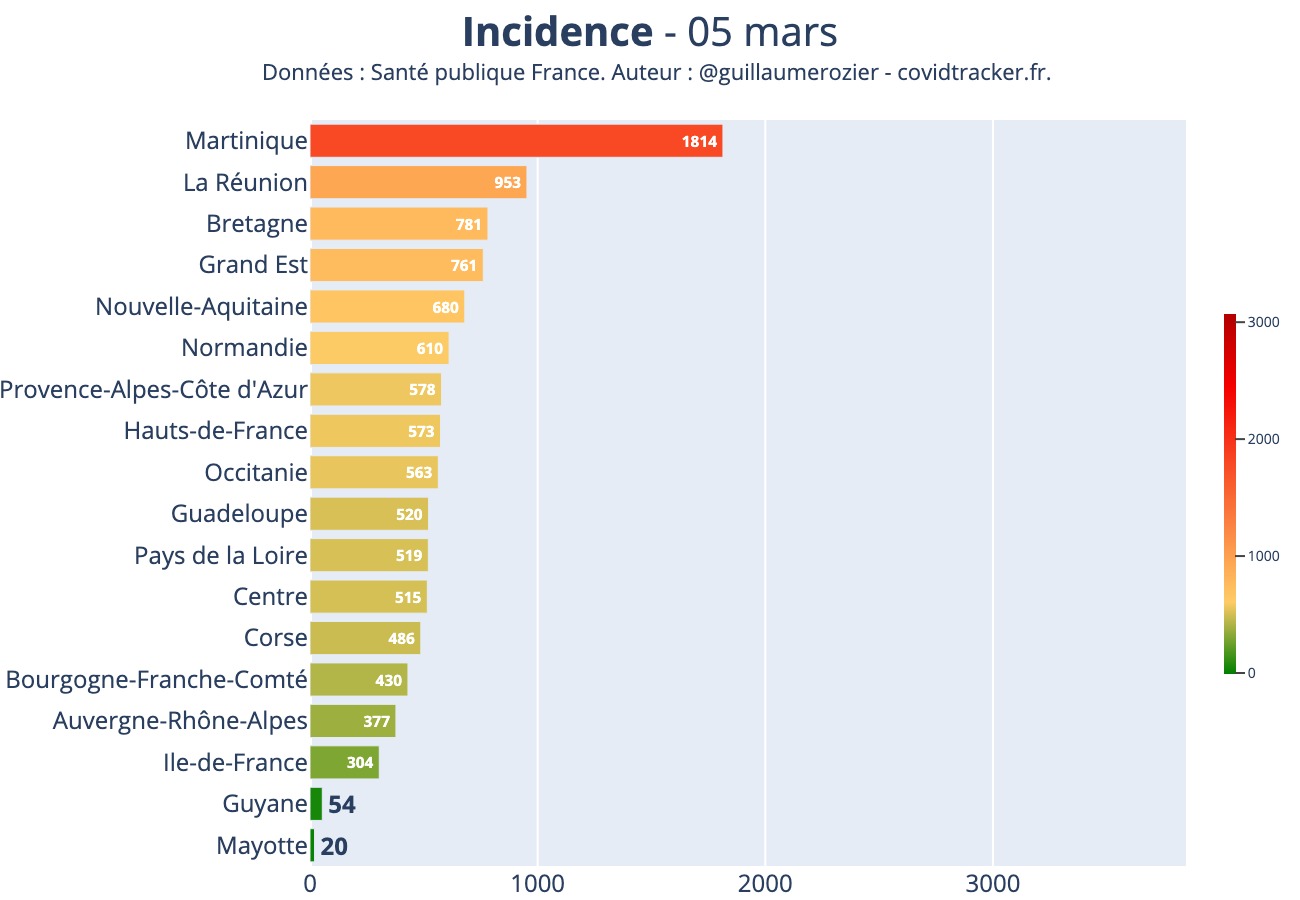 Incidence - 05 mars
Données : Santé publique France. Auteur : @guillaumerozier - covidtracker.fr.
Martinique 1814
La Réunion 953
Bretagne 781
Grand Est 761
Nouvelle-Aquitaine 680
Normandie 610
Provence-Alpes-Côte d'Azur 578
Hauts-de-France 573
Occitanie 563
Guadeloupe 520
Pays de la Loire 519
Centre 515
Corse 486
Bourgogne-Franche-Comté 430
Auvergne-Rhône-Alpes 377
Ile-de-France 304
Guyane 54
Mayotte 20
0 1000 2000 3000
3000
2000
1000
0